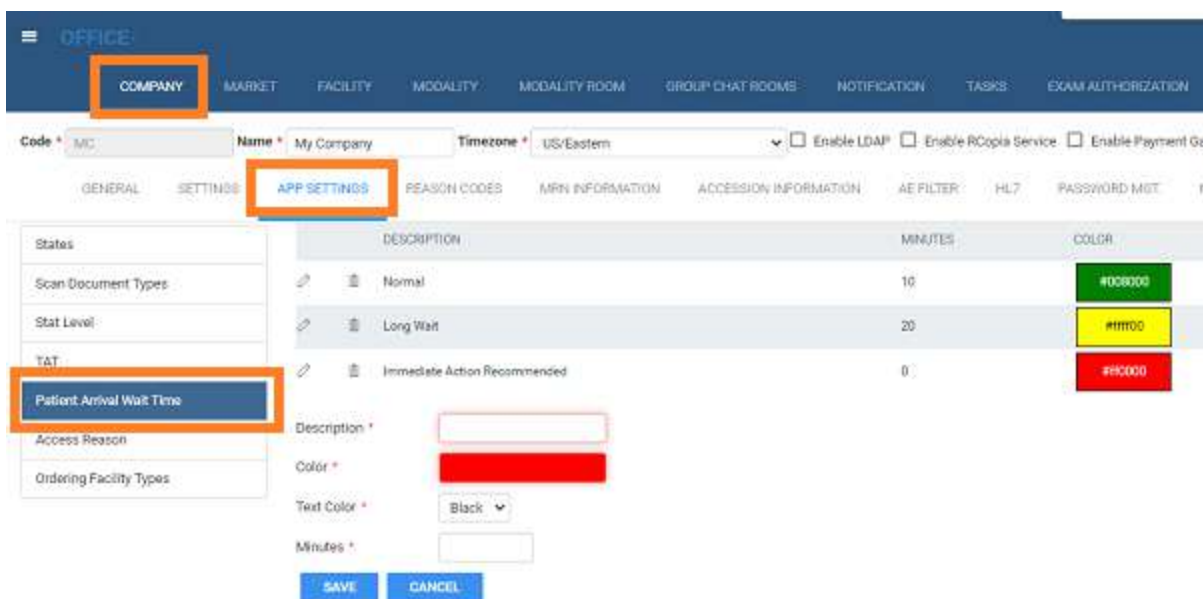 OFFICE
COMPANY MARKET FACILITY MODALITY MODALITY ROOM GROUP CHAT ROOMS NOTIFICATION TASKS EXAM AUTHORIZATION
Code * MC Name * My Company Timezone * US/Eastern Enable LDAP Enable RCopia Service Enable Payment Ga
GENERAL SETTINGS APP SETTINGS REASON CODES MRN INFORMATION ACCESSION INFORMATION AE FILTER HL7 PASSWORD MGT.
States
Scan Document Types
Stat Level
TAT
Patient Arrival Wait Time
Access Reason
Ordering Facility Types
DESCRIPTION MINUTES COLOR
Normal 10 #008000
Long Wait 20 #ffff00
Immediate Action Recommended 0 #ff0000
Description *
Color *
Text Color * Black
Minutes *
SAVE CANCEL